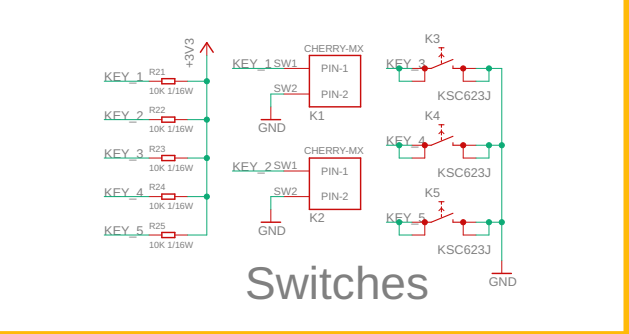 +3V3
KEY_1
R21
10K 1/16W
KEY_2
R22
10K 1/16W
KEY_3
R23
10K 1/16W
KEY_4
R24
10K 1/16W
KEY_5
R25
10K 1/16W
CHERRY-MX
KEY_1
SW1
PIN-1
SW2
PIN-2
K1
GND
CHERRY-MX
KEY_2
SW1
PIN-1
SW2
PIN-2
K2
GND
K3
KEY_3
KSC623J
K4
KEY_4
KSC623J
K5
KEY_5
KSC623J
GND
Switches